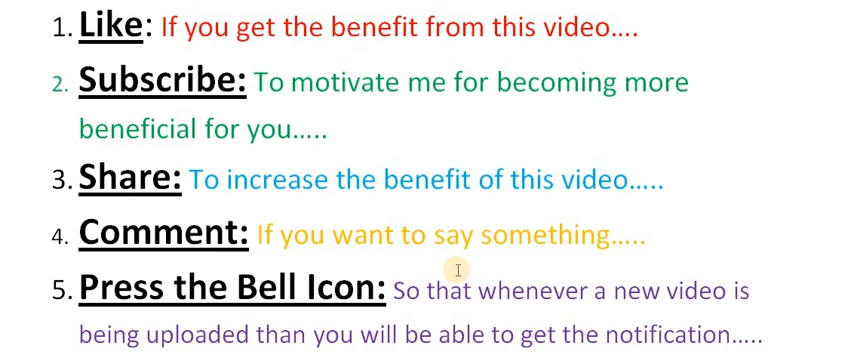 1. Like: If you get the benefit from this video....
2. Subscribe: To motivate me for becoming more
beneficial for you.....
3. Share: To increase the benefit of this video.....
4. Comment: If you want to say something.....
5. Press the Bell Icon: So that whenever a new video is
being uploaded than you will be able to get the notification.....